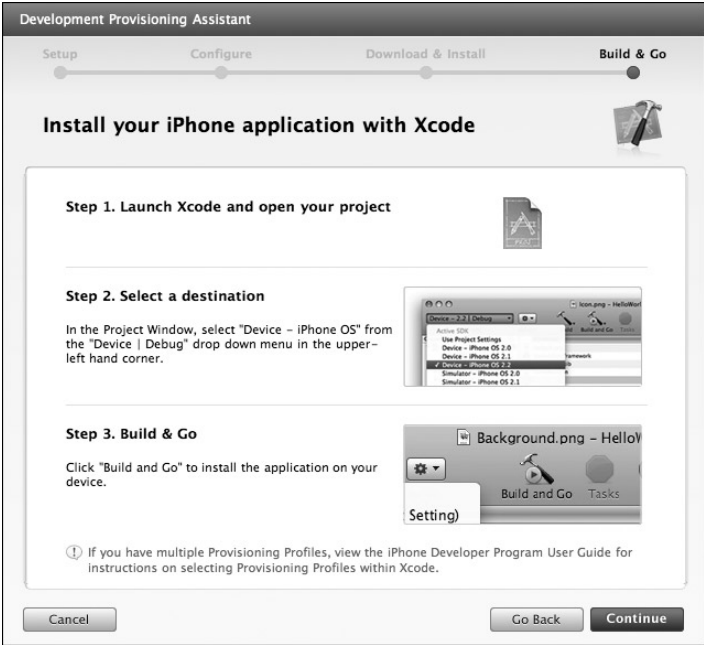 Development Provisioning Assistant
Setup Configure Download & Install Build & Go
Install your iPhone application with Xcode
Step 1. Launch Xcode and open your project
PROJ
Step 2. Select a destination
In the Project Window, select "Device – iPhone OS" from
the "Device | Debug" drop down menu in the upper–
left hand corner.
Icon.png – HelloWorl
Device – 2.2 | Debug
Build and Go Tasks
Active SDK
Use Project Settings
Device – iPhone OS 2.0
Device – iPhone OS 2.1
✓ Device – iPhone OS 2.2
Simulator – iPhone OS 2.0
Simulator – iPhone OS 2.1
Step 3. Build & Go
Click "Build and Go" to install the application on your
device.
Background.png – HelloW
Build and Go Tasks
Setting)
If you have multiple Provisioning Profiles, view the iPhone Developer Program User Guide for
instructions on selecting Provisioning Profiles within Xcode.
Cancel Go Back Continue